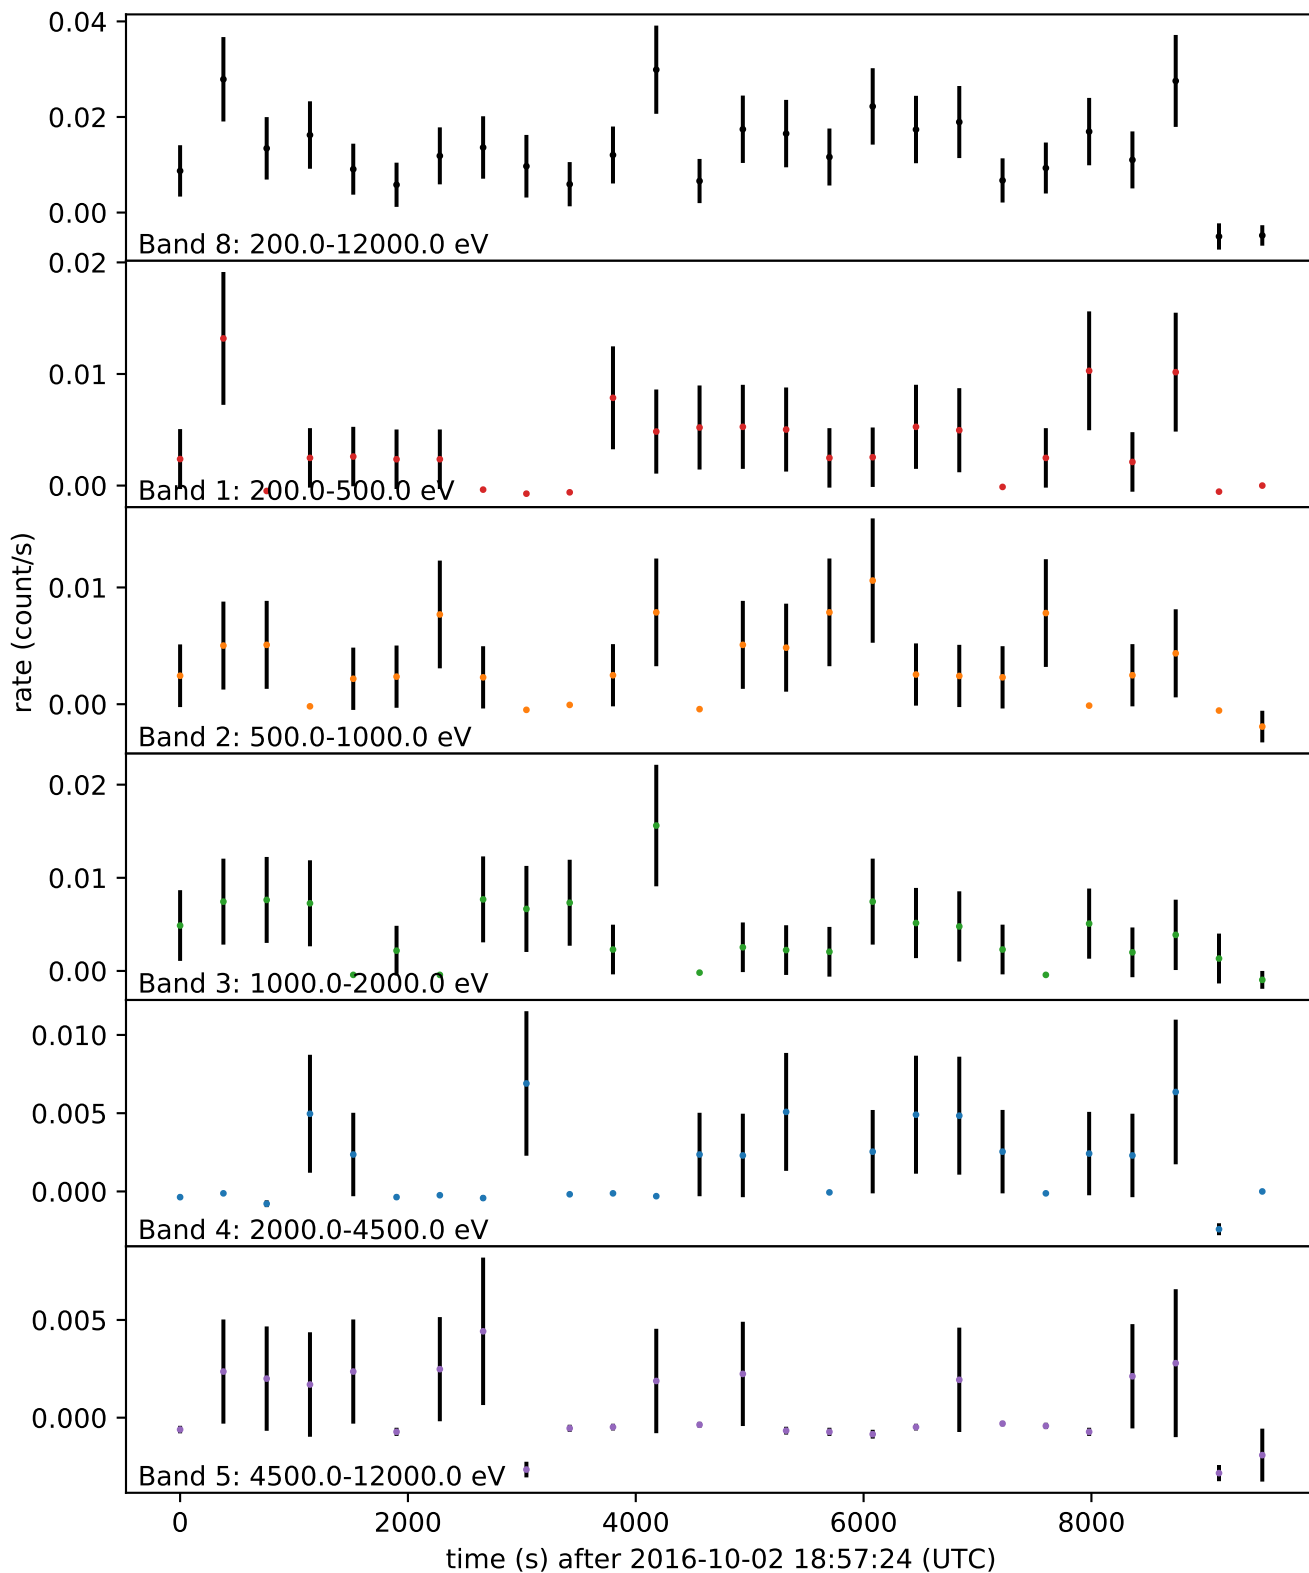 0.04
0.02
0.00
Band 8: 200.0-12000.0 eV
0.02
0.01
0.00
Band 1: 200.0-500.0 eV
rate (count/s)
0.01
0.00
Band 2: 500.0-1000.0 eV
0.02
0.01
0.00
Band 3: 1000.0-2000.0 eV
0.010
0.005
0.000
Band 4: 2000.0-4500.0 eV
0.005
0.000
Band 5: 4500.0-12000.0 eV
0 2000 4000 6000 8000
time (s) after 2016-10-02 18:57:24 (UTC)